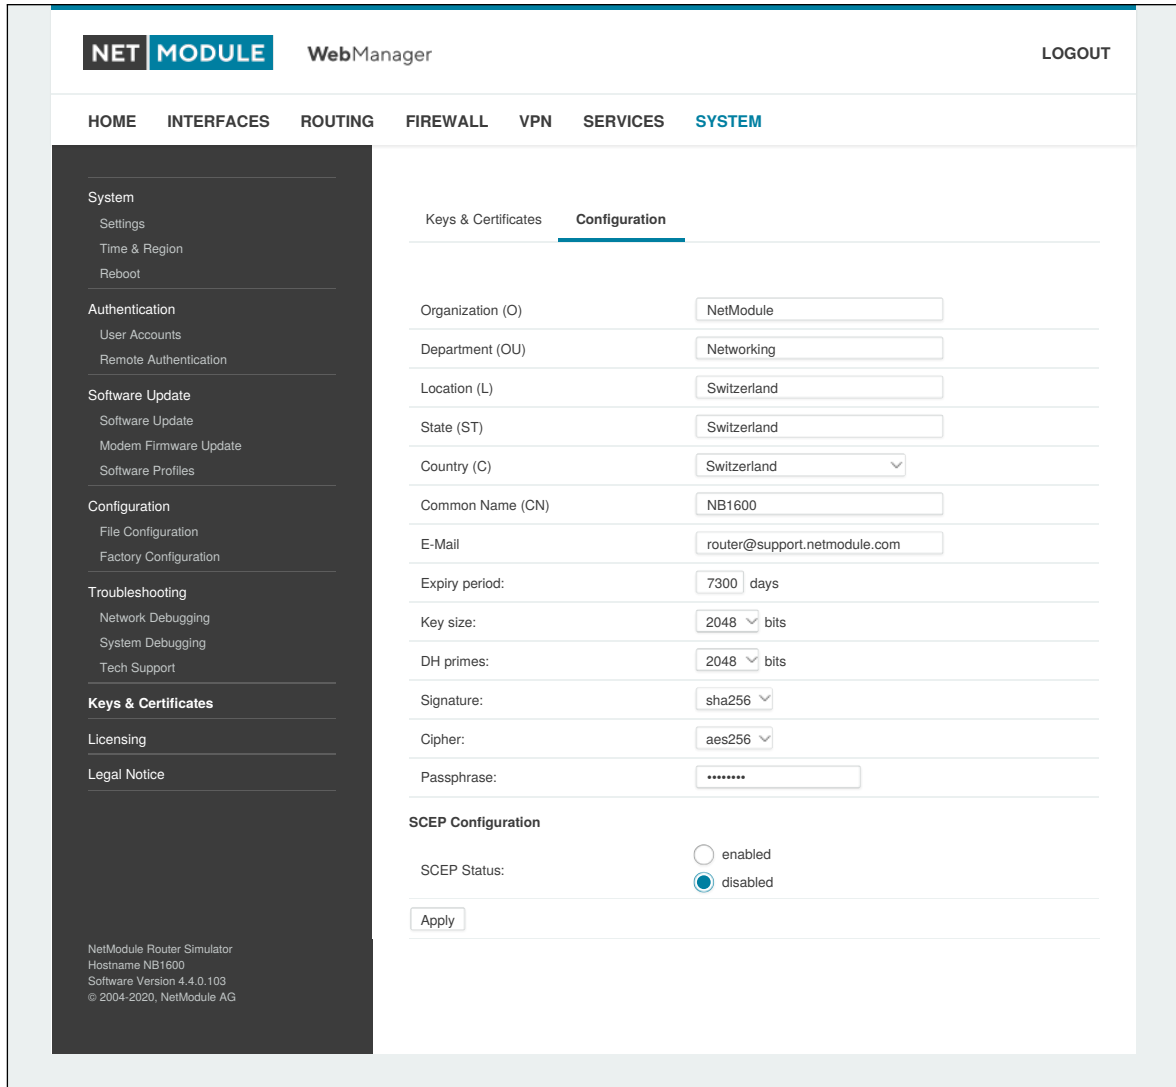 NET MODULE WebManager LOGOUT
HOME INTERFACES ROUTING FIREWALL VPN SERVICES SYSTEM
System
Settings
Time & Region
Reboot
Authentication
User Accounts
Remote Authentication
Software Update
Software Update
Modem Firmware Update
Software Profiles
Configuration
File Configuration
Factory Configuration
Troubleshooting
Network Debugging
System Debugging
Tech Support
Keys & Certificates
Licensing
Legal Notice
NetModule Router Simulator
Hostname NB1600
Software Version 4.4.0.103
© 2004-2020, NetModule AG
Keys & Certificates Configuration
Organization (O) NetModule
Department (OU) Networking
Location (L) Switzerland
State (ST) Switzerland
Country (C) Switzerland
Common Name (CN) NB1600
E-Mail router@support.netmodule.com
Expiry period: 7300 days
Key size: 2048 bits
DH primes: 2048 bits
Signature: sha256
Cipher: aes256
Passphrase: ••••••••
SCEP Configuration
SCEP Status: enabled
disabled
Apply